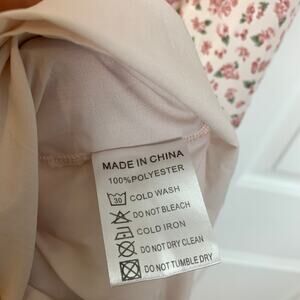 MADE IN CHINA
100%POLYESTER
30 COLD WASH
DO NOT BLEACH
COLD IRON
DO NOT DRY CLEAN
DO NOT TUMBLE DRY